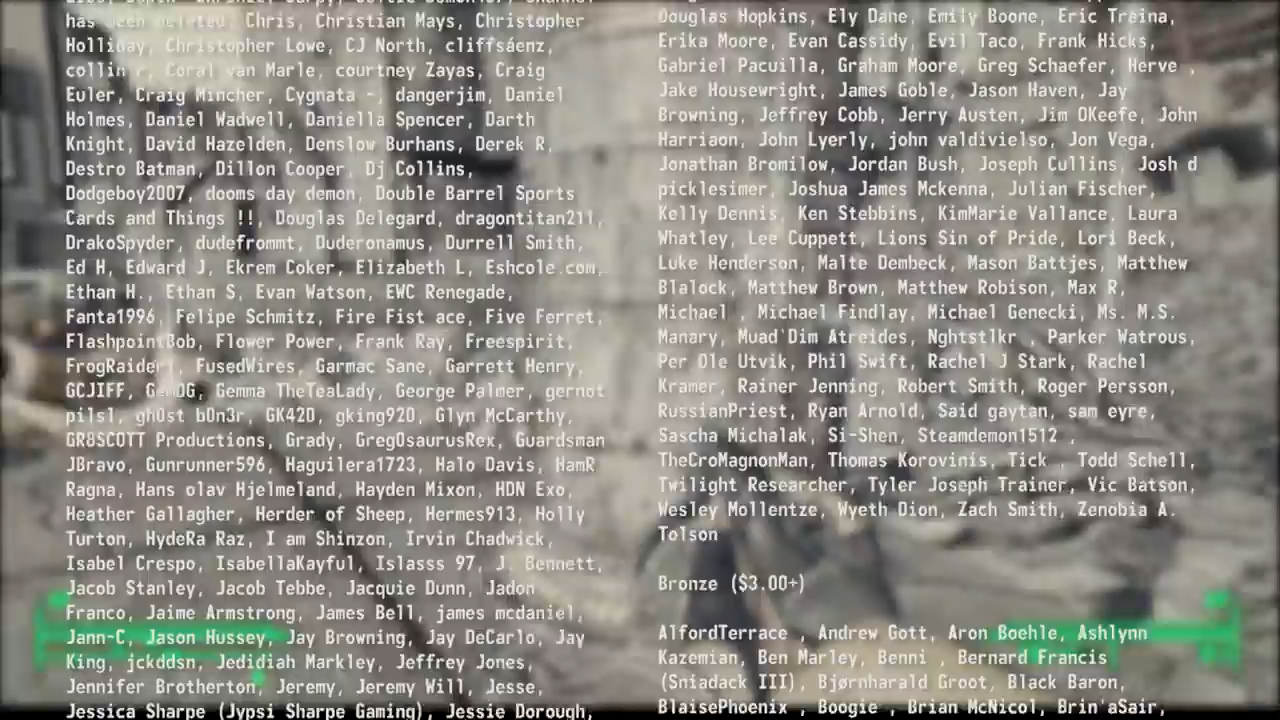 has been deleted, Chris, Christian Mays, Christopher
Holliday, Christopher Lowe, CJ North, cliffsáenz,
collin r, Coral van Marle, courtney Zayas, Craig
Euler, Craig Mincher, Cygnata ~, dangerjim, Daniel
Holmes, Daniel Wadwell, Daniella Spencer, Darth
Knight, David Hazelden, Denslow Burhans, Derek R,
Destro Batman, Dillon Cooper, Dj Collins,
Dodgeboy2007, dooms day demon, Double Barrel Sports
Cards and Things !!, Douglas Delegard, dragontitan211,
DrakoSpyder, dudefrommt, Duderonamus, Durrell Smith,
Ed H, Edward J, Ekrem Coker, Elizabeth L, Eshcole.com,
Ethan H., Ethan S, Evan Watson, EWC Renegade,
Fanta1996, Felipe Schmitz, Fire Fist ace, Five Ferret,
FlashpointBob, Flower Power, Frank Ray, Freespirit,
FrogRaider1, FusedWires, Garmac Sane, Garrett Henry,
GCJIFF, Gemma TheTeaLady, George Palmer, gernot
pilsl, gh0st b0n3r, GK420, gking920, Glyn McCarthy,
GR8SCOTT Productions, Grady, GregOsaurusRex, Guardsman
JBravo, Gunrunner596, Haguilera1723, Halo Davis, HamR
Ragna, Hans olav Hjelmeland, Hayden Mixon, HDN Exo,
Heather Gallagher, Herder of Sheep, Hermes913, Holly
Turton, HydeRa Raz, I am Shinzon, Irvin Chadwick,
Isabel Crespo, IsabellaKayful, Islasss 97, J. Bennett,
Jacob Stanley, Jacob Tebbe, Jacquie Dunn, Jadon
Franco, Jaime Armstrong, James Bell, james mcdaniel,
Jann-C, Jason Hussey, Jay Browning, Jay DeCarlo, Jay
King, jckddsn, Jedidiah Markley, Jeffrey Jones,
Jennifer Brotherton, Jeremy, Jeremy Will, Jesse,
Jessica Sharpe (Jypsi Sharpe Gaming), Jessie Dorough,
Douglas Hopkins, Ely Dane, Emily Boone, Eric Treina,
Erika Moore, Evan Cassidy, Evil Taco, Frank Hicks,
Gabriel Pacuilla, Graham Moore, Greg Schaefer, Herve ,
Jake Housewright, James Goble, Jason Haven, Jay
Browning, Jeffrey Cobb, Jerry Austen, Jim OKeefe, John
Harriaon, John Lyerly, john valdivielso, Jon Vega,
Jonathan Bromilow, Jordan Bush, Joseph Cullins, Josh d
picklesimer, Joshua James Mckenna, Julian Fischer,
Kelly Dennis, Ken Stebbins, KimMarie Vallance, Laura
Whatley, Lee Cuppett, Lions Sin of Pride, Lori Beck,
Luke Henderson, Malte Dembeck, Mason Battjes, Matthew
Blalock, Matthew Brown, Matthew Robison, Max R,
Michael , Michael Findlay, Michael Genecki, Ms. M.S.
Manary, Muad'Dim Atreides, Nghtstlkr , Parker Watrous,
Per Ole Utvik, Phil Swift, Rachel J Stark, Rachel
Kramer, Rainer Jenning, Robert Smith, Roger Persson,
RussianPriest, Ryan Arnold, Said gaytan, sam eyre,
Sascha Michalak, Si-Shen, Steamdemon1512 ,
TheCroMagnonMan, Thomas Korovinis, Tick , Todd Schell,
Twilight Researcher, Tyler Joseph Trainer, Vic Batson,
Wesley Mollentze, Wyeth Dion, Zach Smith, Zenobia A.
Tolson
Bronze ($3.00+)
AlfordTerrace , Andrew Gott, Aron Boehle, Ashlynn
Kazemian, Ben Marley, Benni , Bernard Francis
(Sniadack III), Bjørnharald Groot, Black Baron,
BlaisePhoenix , Boogie , Brian McNicol, Brin'aSair,